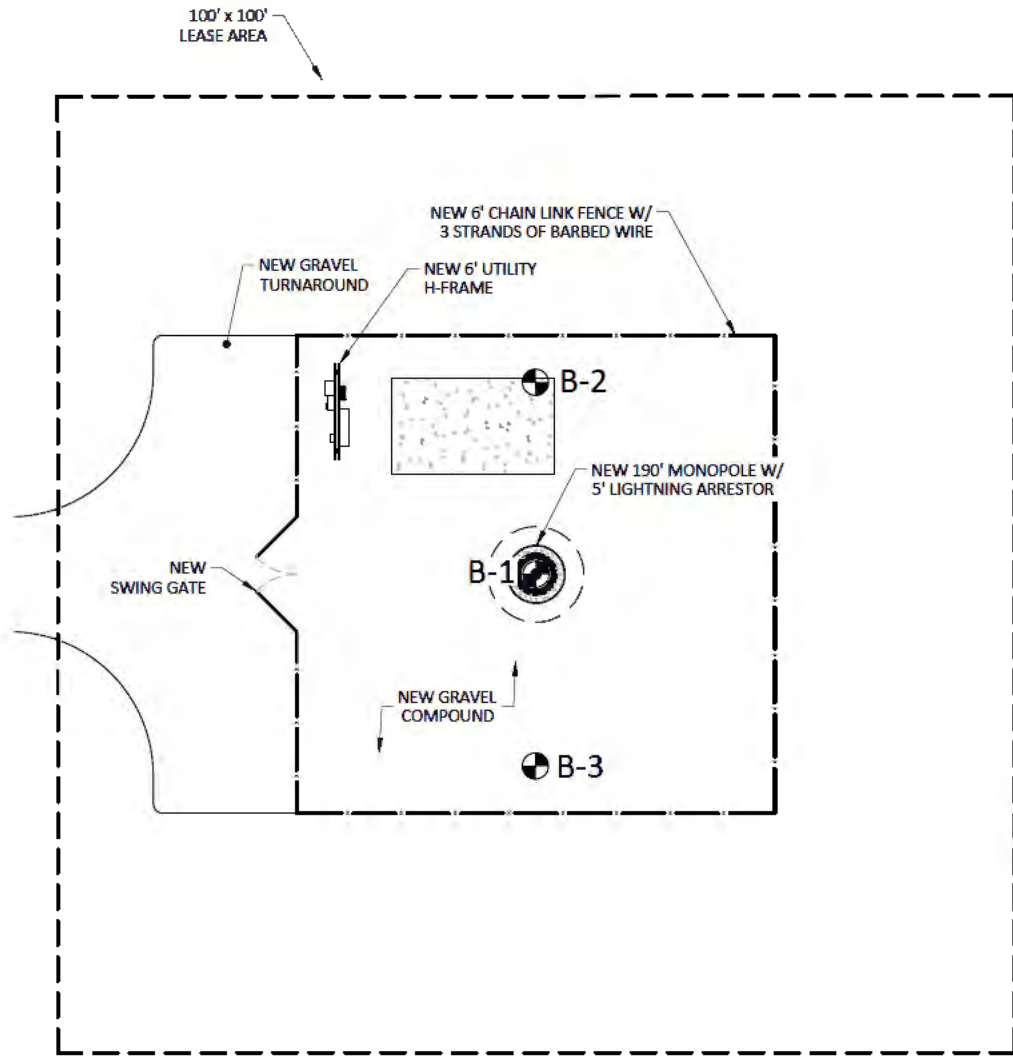 100' x 100'
LEASE AREA
NEW 6' CHAIN LINK FENCE W/
3 STRANDS OF BARBED WIRE
NEW GRAVEL
TURNAROUND
NEW 6' UTILITY
H-FRAME
B-2
NEW 190' MONOPOLE W/
5' LIGHTNING ARRESTOR
B-1
NEW
SWING GATE
NEW GRAVEL
COMPOUND
B-3